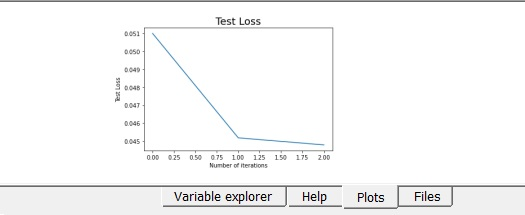 Test Loss
0.051
0.050
0.049
0.048
0.047
0.046
0.045
Test Loss
0.00 0.25 0.50 0.75 1.00 1.25 1.50 1.75 2.00
Number of iterations
Variable explorer Help Plots Files